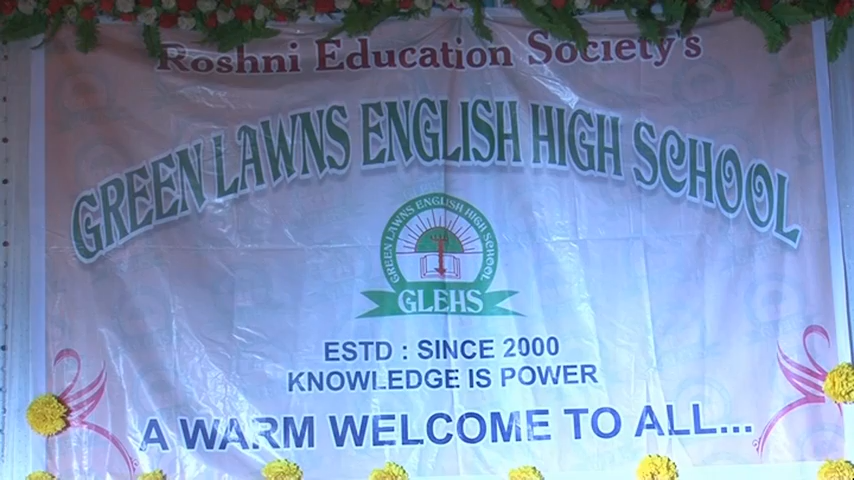 Roshni Education Society's
GREEN LAWNS ENGLISH HIGH SCHOOL
GREEN LAWNS ENGLISH HIGH SCHOOL
GLEHS
ESTD : SINCE 2000
KNOWLEDGE IS POWER
A WARM WELCOME TO ALL...